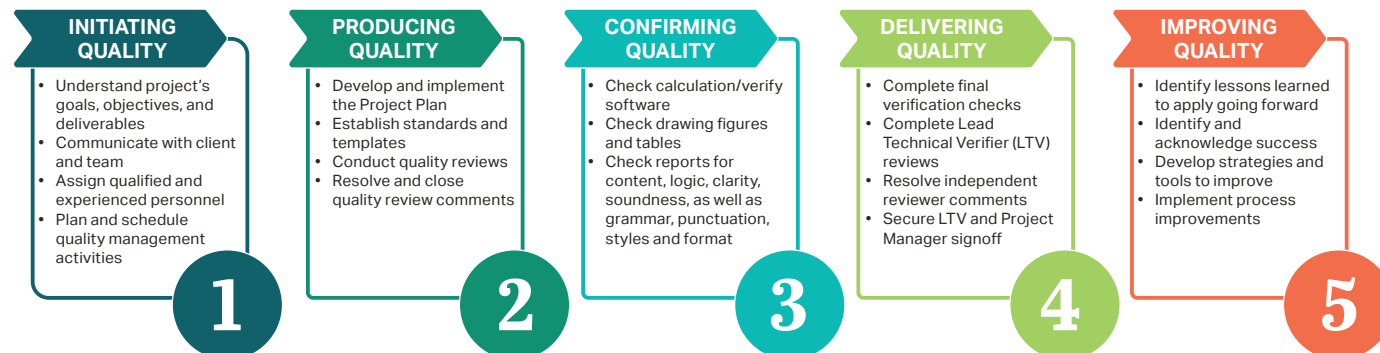 INITIATING
QUALITY
• Understand project's
goals, objectives, and
deliverables
• Communicate with client
and team
• Assign qualified and
experienced personnel
• Plan and schedule
quality management
activities
1
PRODUCING
QUALITY
• Develop and implement
the Project Plan
• Establish standards and
templates
• Conduct quality reviews
• Resolve and close
quality review comments
2
CONFIRMING
QUALITY
• Check calculation/verify
software
• Check drawing figures
and tables
• Check reports for
content, logic, clarity,
soundness, as well as
grammar, punctuation,
styles and format
3
DELIVERING
QUALITY
• Complete final
verification checks
• Complete Lead
Technical Verifier (LTV)
reviews
• Resolve independent
reviewer comments
• Secure LTV and Project
Manager signoff
4
IMPROVING
QUALITY
• Identify lessons learned
to apply going forward
• Identify and
acknowledge success
• Develop strategies and
tools to improve
• Implement process
improvements
5